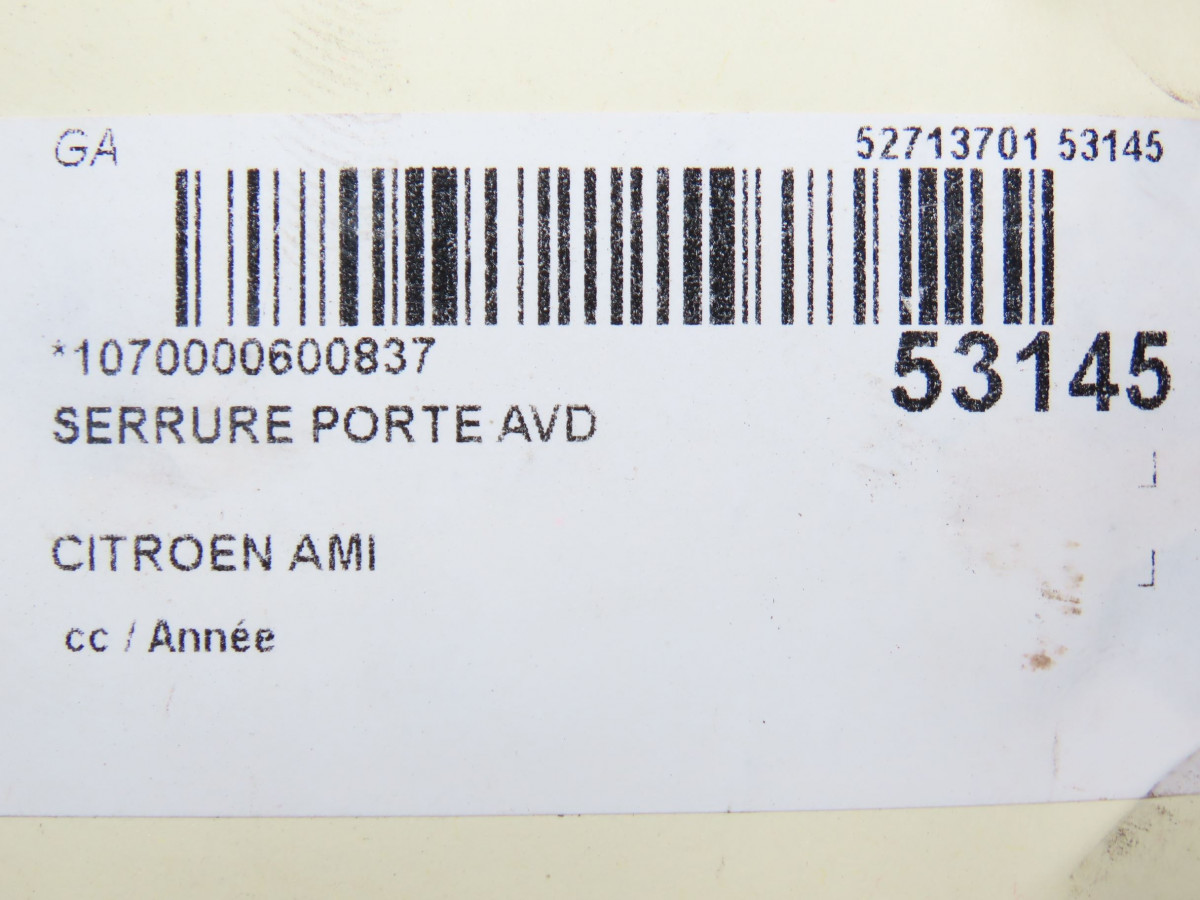 GA
52713701 53145
*1070000600837
53145
SERRURE PORTE AVD
CITROEN AMI
cc / Année